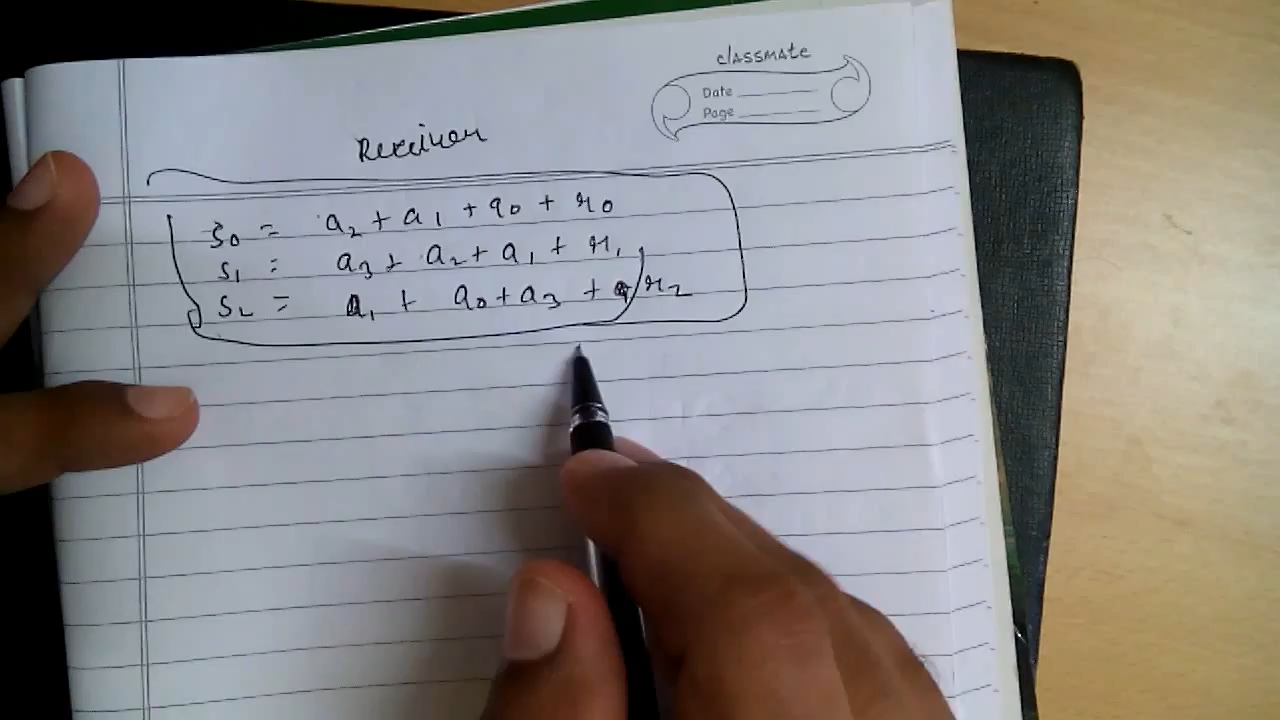 classmate
Date
Page
Receiver
S0 = a2 + a1 + a0 + r0
S1 = a3 + a2 + a1 + r1
S2 = a1 + a0 + a3 + r2